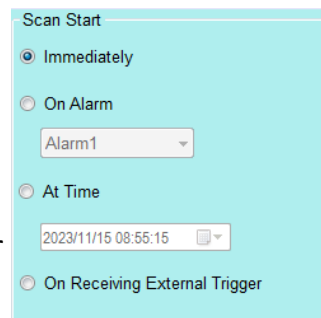 Scan Start
Immediately
On Alarm
Alarm1
At Time
2023/11/15 08:55:15
On Receiving External Trigger